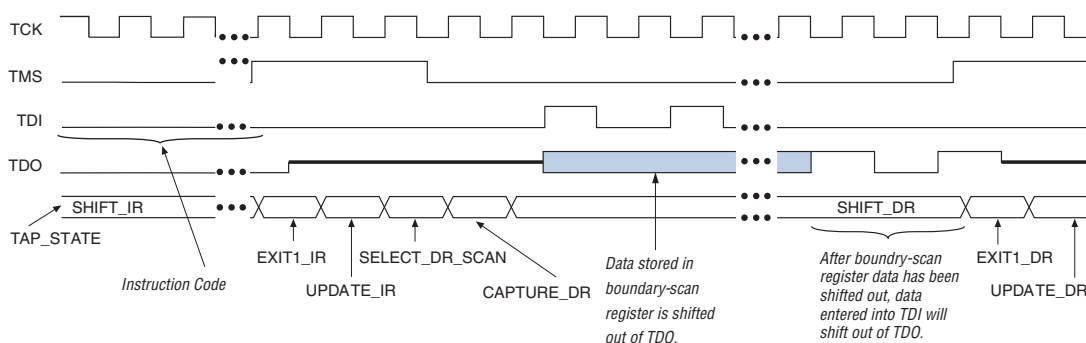 TCK
TMS
TDI
TDO
SHIFT_IR
SHIFT_DR
TAP_STATE
Instruction Code
EXIT1_IR
UPDATE_IR
SELECT_DR_SCAN
CAPTURE_DR
Data stored in
boundary-scan
register is shifted
out of TDO.
After boundry-scan
register data has been
shifted out, data
entered into TDI will
shift out of TDO.
EXIT1_DR
UPDATE_DR